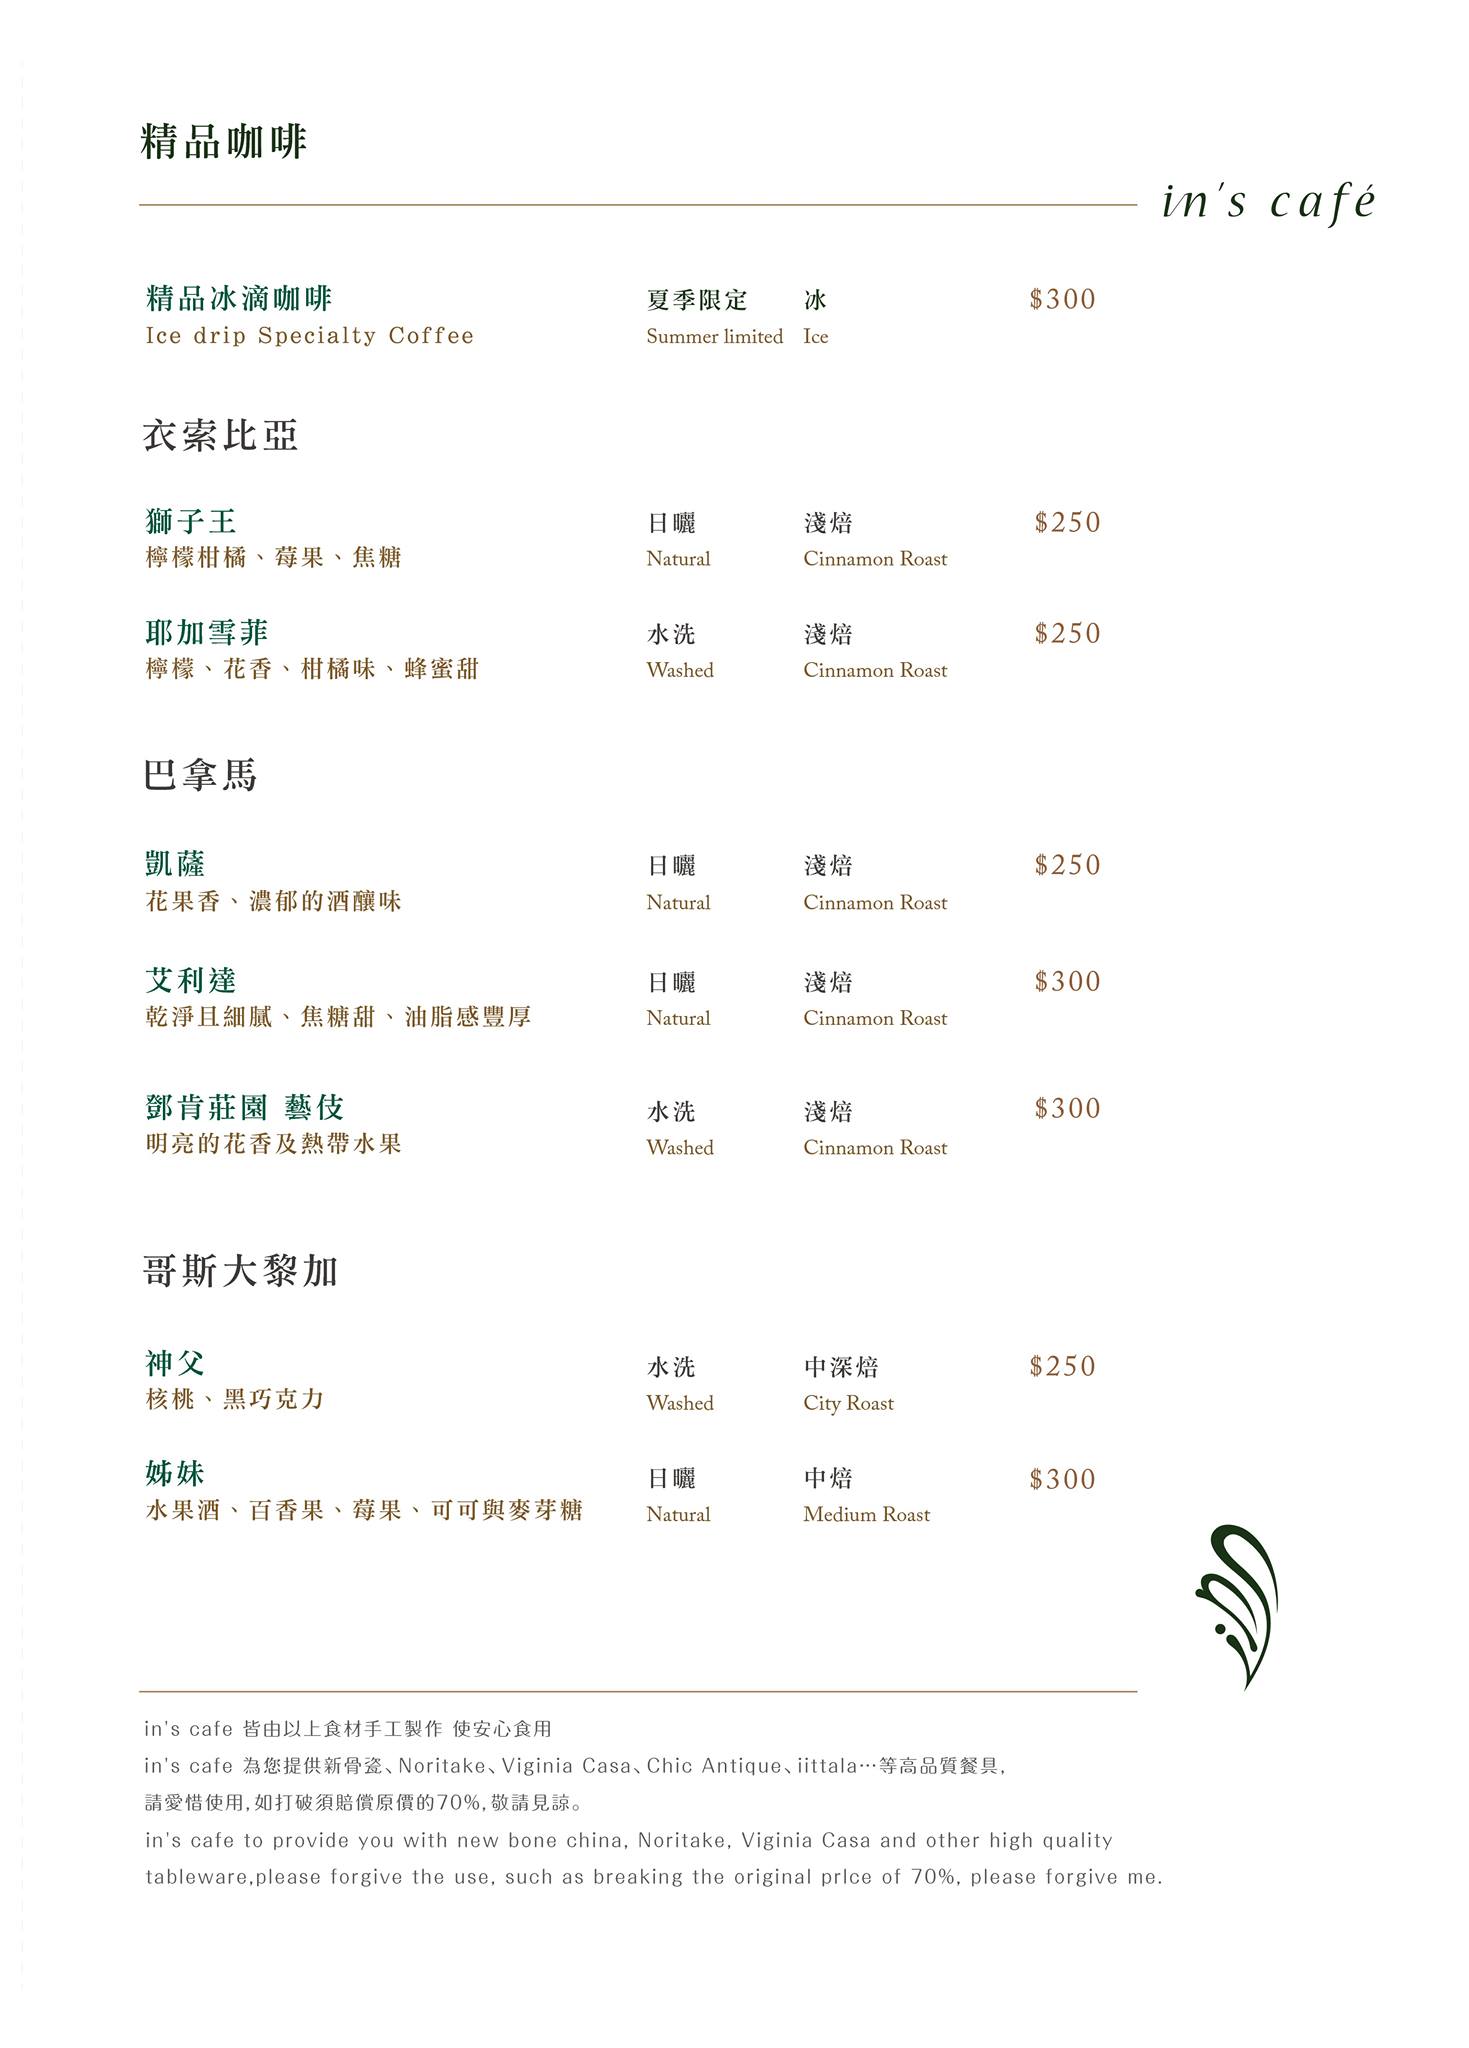 精品咖啡
in's café
精品冰滴咖啡 夏季限定 冰 $300
Ice drip Specialty Coffee Summer limited Ice
衣索比亞
獅子王 日曬 淺焙 $250
檸檬柑橘、莓果、焦糖 Natural Cinnamon Roast
耶加雪菲 水洗 淺焙 $250
檸檬、花香、柑橘味、蜂蜜甜 Washed Cinnamon Roast
巴拿馬
凱薩 日曬 淺焙 $250
花果香、濃郁的酒釀味 Natural Cinnamon Roast
艾利達 日曬 淺焙 $300
乾淨且細膩、焦糖甜、油脂感豐厚 Natural Cinnamon Roast
鄧肯莊園 藝伎 水洗 淺焙 $300
明亮的花香及熱帶水果 Washed Cinnamon Roast
哥斯大黎加
神父 水洗 中深焙 $250
核桃、黑巧克力 Washed City Roast
姊妹 日曬 中焙 $300
水果酒、百香果、莓果、可可與麥芽糖 Natural Medium Roast
in's
in's cafe 皆由以上食材手工製作 使安心食用
in's cafe 為您提供新骨瓷、Noritake、Viginia Casa、Chic Antique、iittala…等高品質餐具,
請愛惜使用,如打破須賠償原價的70%,敬請見諒。
in's cafe to provide you with new bone china, Noritake, Viginia Casa and other high quality
tableware,please forgive the use, such as breaking the original prIce of 70%, please forgive me.